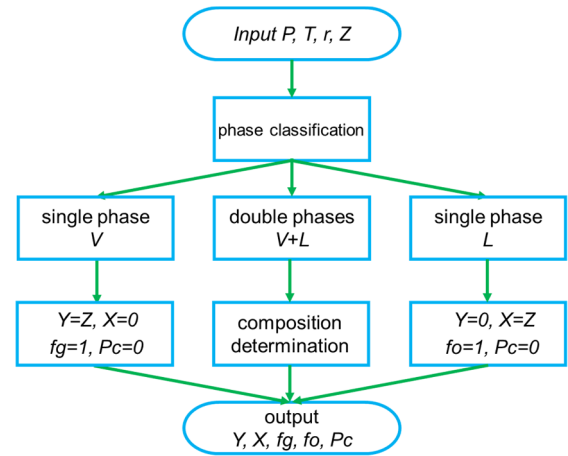 Input P, T, r, Z
phase classification
single phase
V
double phases
V+L
single phase
L
Y=Z, X=0
fg=1, Pc=0
composition
determination
Y=0, X=Z
fo=1, Pc=0
output
Y, X, fg, fo, Pc